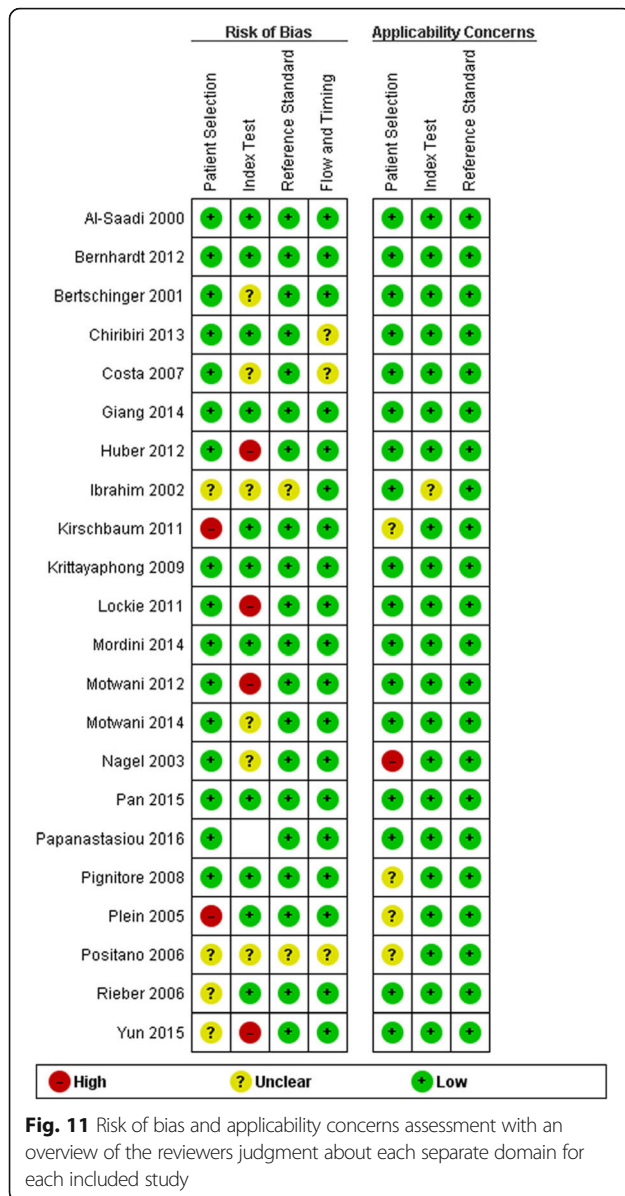 Risk of Bias Applicability Concerns
Patient Selection
Index Test
Reference Standard
Flow and Timing
Patient Selection
Index Test
Reference Standard
Al-Saadi 2000 + + + + + + +
Bernhardt 2012 + + + + + + +
Bertschinger 2001 + ? + + + + +
Chiribiri 2013 + + + ? + + +
Costa 2007 + ? + ? + + +
Giang 2014 + + + + + + +
Huber 2012 + - + + + + +
Ibrahim 2002 ? ? ? + + ? +
Kirschbaum 2011 - + + + ? + +
Krittayaphong 2009 + + + + + + +
Lockie 2011 + - + + + + +
Mordini 2014 + + + + + + +
Motwani 2012 + - + + + + +
Motwani 2014 + ? + + + + +
Nagel 2003 + ? + + - + +
Pan 2015 + + + + + + +
Papanastasiou 2016 + + + + + +
Pignitore 2008 + + + + ? + +
Plein 2005 - + + + ? + +
Positano 2006 ? ? ? ? ? + +
Rieber 2006 ? + + + + + +
Yun 2015 ? - + + + + +
- High ? Unclear + Low
Fig. 11 Risk of bias and applicability concerns assessment with an
overview of the reviewers judgment about each separate domain for
each included study